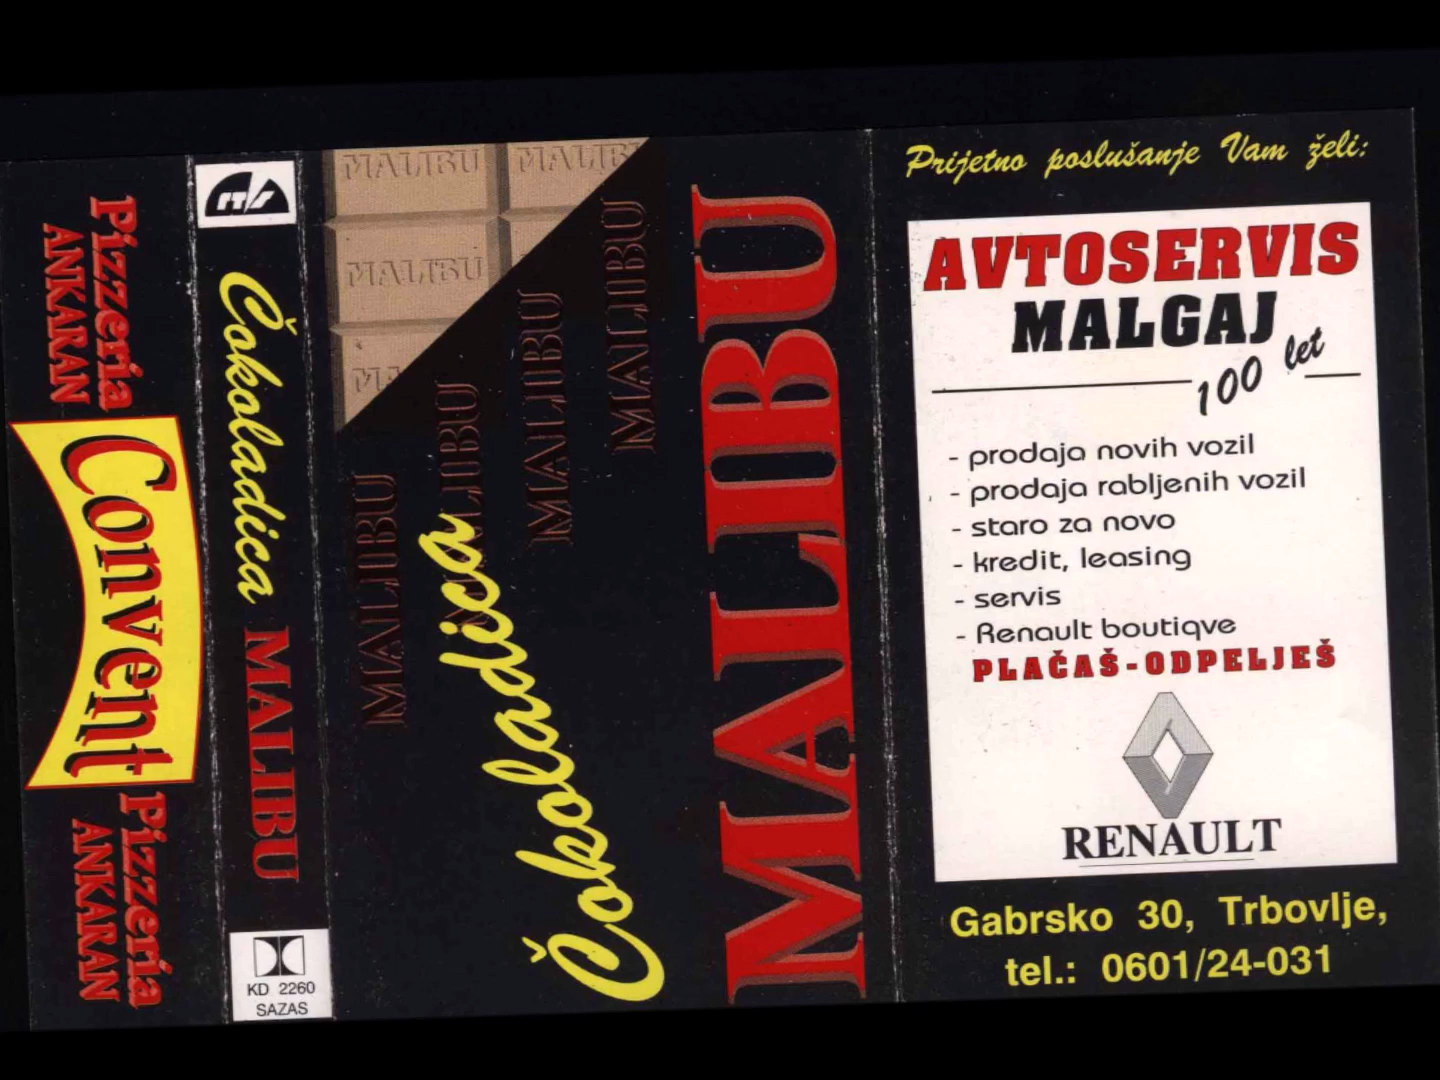 Pizzeria
ANKARAN
Convent
Pizzeria
ANKARAN
Čokoladica MALIBU
KD 2260
SAZAS
MALIBU
MALIBU
MALIBU
MALIBU
MALIBU
MALIBU
MALIBU
Čokoladica
MALIBU
Prijetno poslušanje Vam želi:
AVTOSERVIS
MALGAJ
100 let
- prodaja novih vozil
- prodaja rabljenih vozil
- staro za novo
- kredit, leasing
- servis
- Renault boutiqve
PLAČAŠ-ODPELJEŠ
RENAULT
Gabrsko 30, Trbovlje,
tel.: 0601/24-031